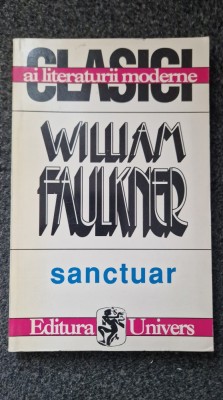 CLASICI
ai literaturii moderne
WILLIAM
FAULKNER
sanctuar
Editura Univers